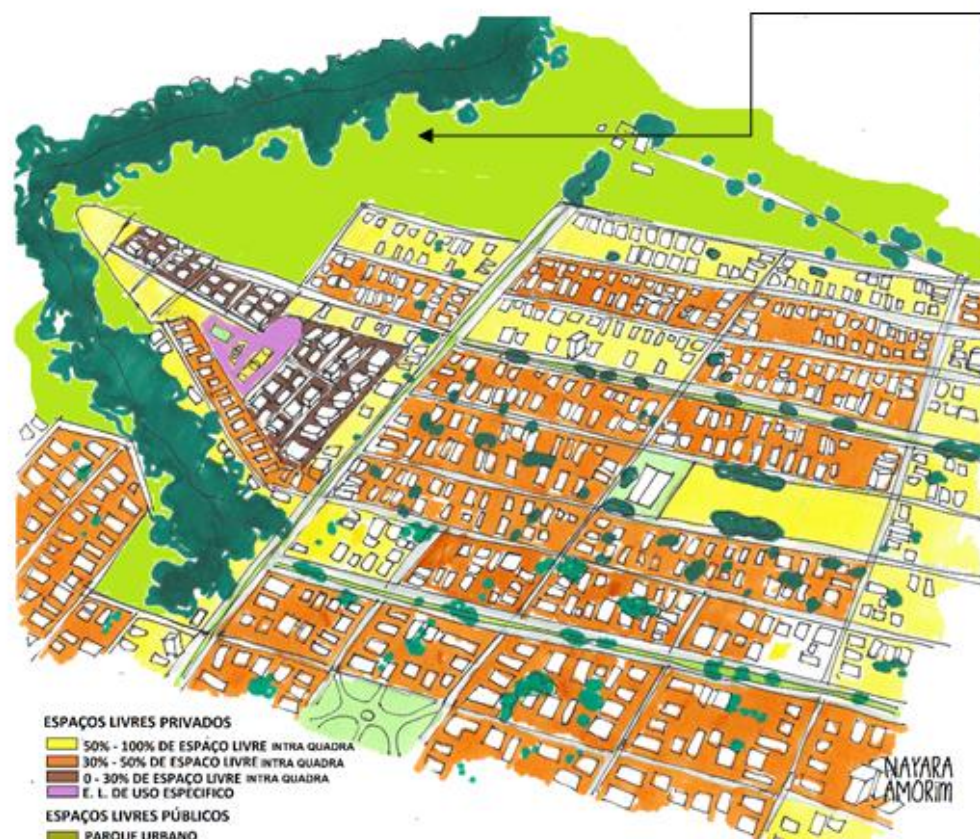 ESPAÇOS LIVRES PRIVADOS
50% - 100% DE ESPAÇO LIVRE INTRA QUADRA
30% - 50% DE ESPAÇO LIVRE INTRA QUADRA
0 - 30% DE ESPAÇO LIVRE INTRA QUADRA
E. L. DE USO ESPECIFICO
ESPAÇOS LIVRES PÚBLICOS
PARQUE URBANO
NAYARA
AMORIM